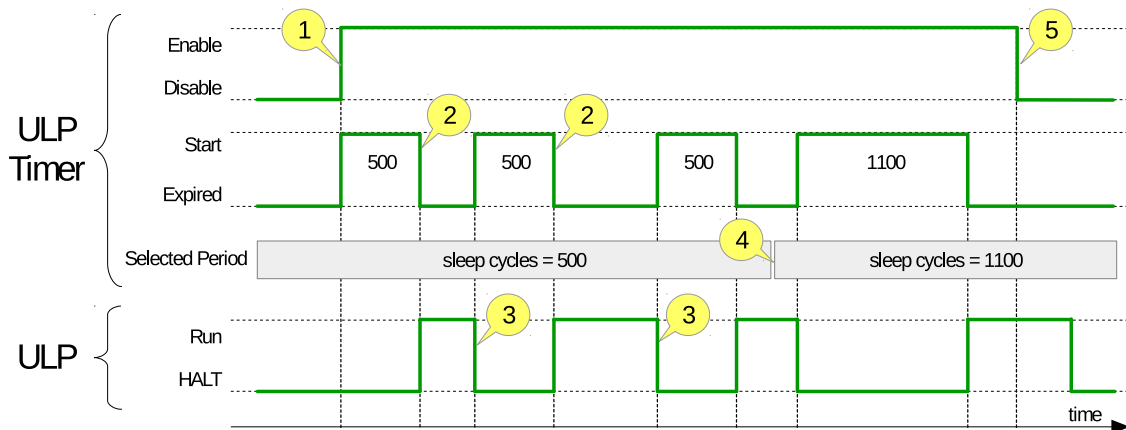 1
5
Enable
Disable
2
2
ULP
Timer
Start
500
500
500
1100
Expired
4
Selected Period
sleep cycles = 500
sleep cycles = 1100
3
3
Run
ULP
HALT
time